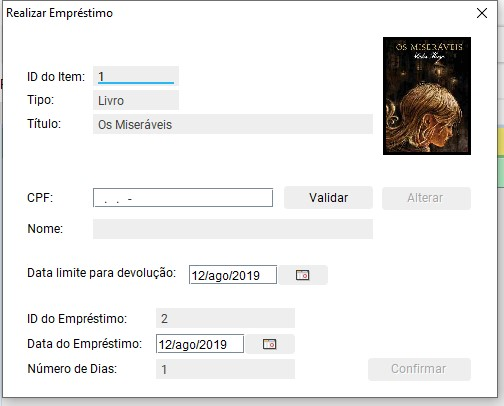 Realizar Empréstimo
ID do Item: 1
Tipo: Livro
Título: Os Miseráveis
OS MISERÁVEIS
Victor Hugo
CPF: . . - Validar Alterar
Nome:
Data limite para devolução: 12/ago/2019
ID do Empréstimo: 2
Data do Empréstimo: 12/ago/2019
Número de Dias: 1 Confirmar